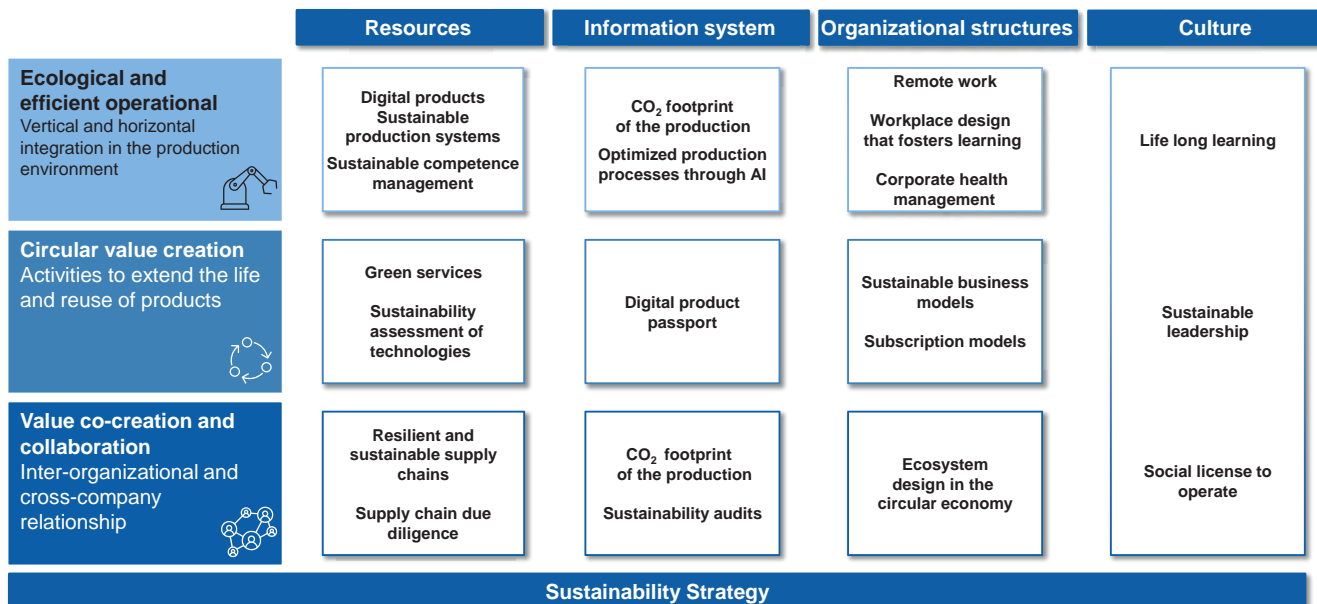 Resources
Information system
Organizational structures
Culture
Ecological and
efficient operational
Vertical and horizontal
integration in the production
environment
Digital products
Sustainable
production systems
Sustainable competence
management
CO₂ footprint
of the production
Optimized production
processes through AI
Remote work
Workplace design
that fosters learning
Corporate health
management
Life long learning
Circular value creation
Activities to extend the life
and reuse of products
Green services
Sustainability
assessment of
technologies
Digital product
passport
Sustainable business
models
Subscription models
Sustainable
leadership
Value co-creation and
collaboration
Inter-organizational and
cross-company
relationship
Resilient and
sustainable supply
chains
Supply chain due
diligence
CO₂ footprint
of the production
Sustainability audits
Ecosystem
design in the
circular economy
Social license to
operate
Sustainability Strategy